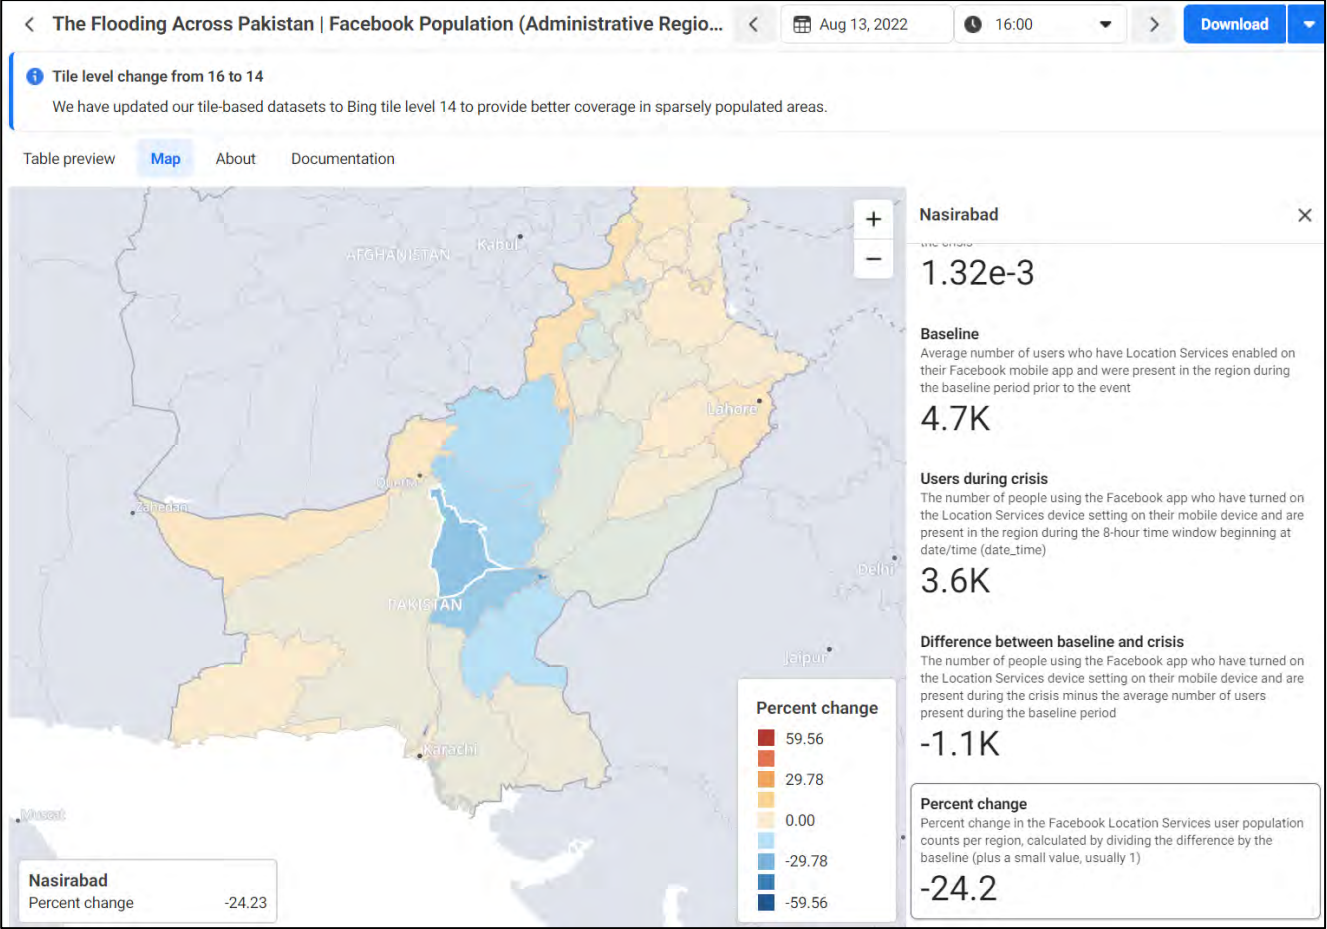 The Flooding Across Pakistan | Facebook Population (Administrative Regio...
Aug 13, 2022
16:00
Download
Tile level change from 16 to 14
We have updated our tile-based datasets to Bing tile level 14 to provide better coverage in sparsely populated areas.
Table preview
Map
About
Documentation
AFGHANISTAN
Kabul
Lahore
Quetta
Zahedan
Delhi
PAKISTAN
Jaipur
Karachi
Muscat
+
−
Percent change
59.56
29.78
0.00
-29.78
-59.56
Nasirabad
Percent change -24.23
Nasirabad
the crisis
1.32e-3
Baseline
Average number of users who have Location Services enabled on
their Facebook mobile app and were present in the region during
the baseline period prior to the event
4.7K
Users during crisis
The number of people using the Facebook app who have turned on
the Location Services device setting on their mobile device and are
present in the region during the 8-hour time window beginning at
date/time (date_time)
3.6K
Difference between baseline and crisis
The number of people using the Facebook app who have turned on
the Location Services device setting on their mobile device and are
present during the crisis minus the average number of users
present during the baseline period
-1.1K
Percent change
Percent change in the Facebook Location Services user population
counts per region, calculated by dividing the difference by the
baseline (plus a small value, usually 1)
-24.2